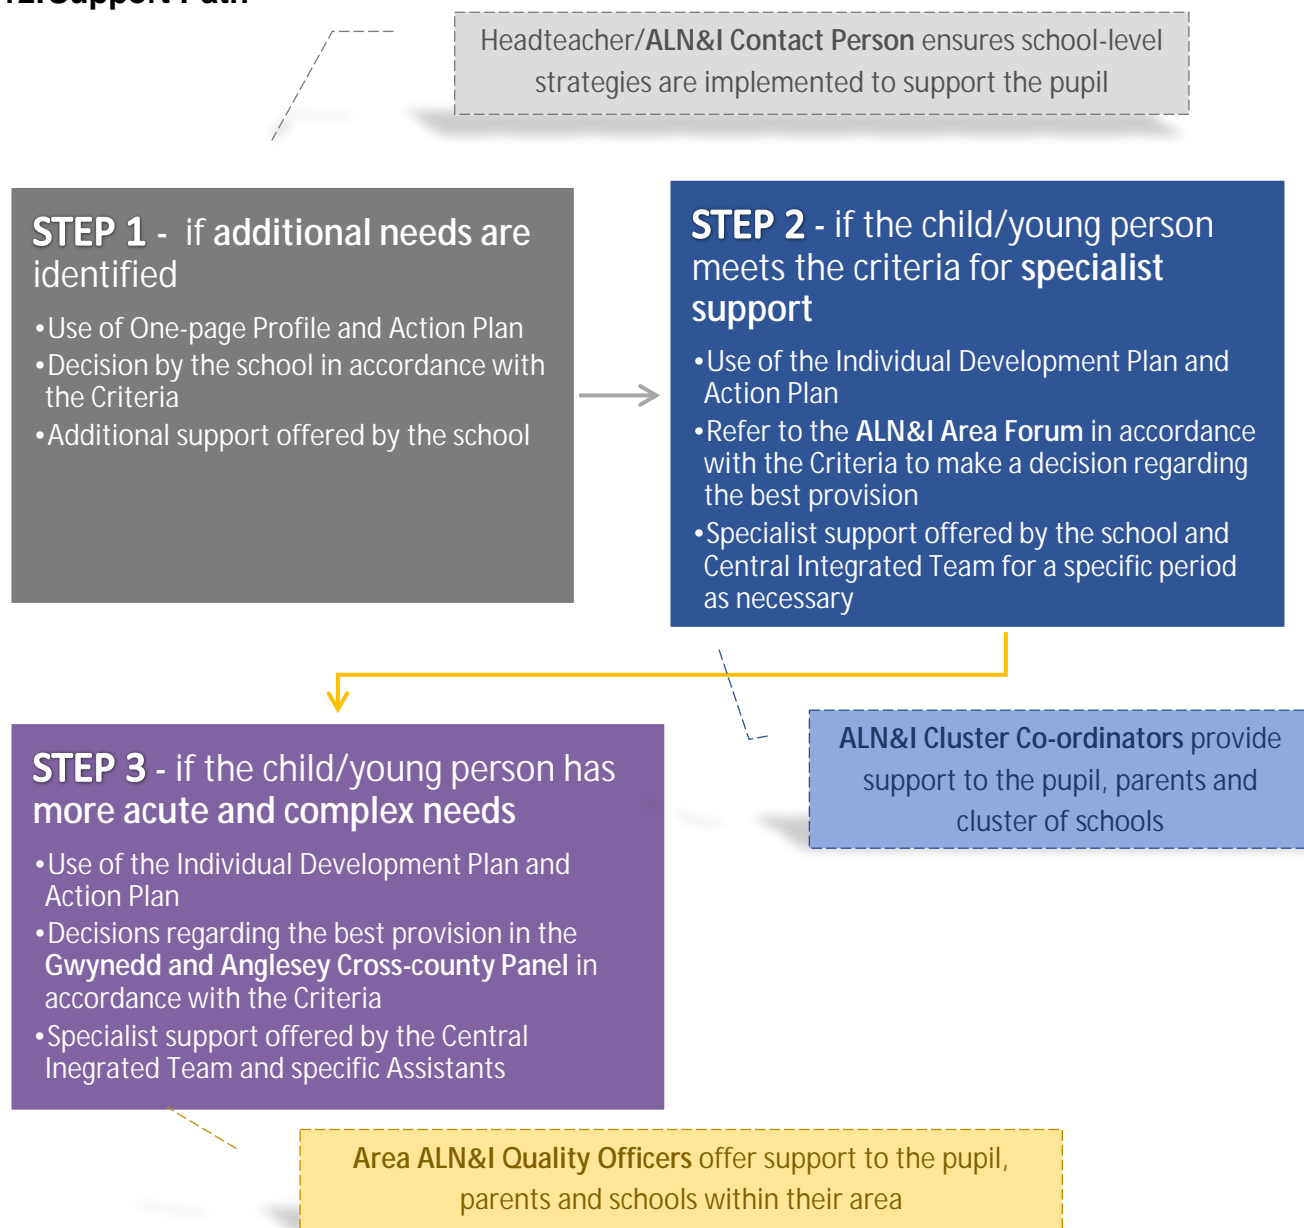 12.Support Path
Headteacher/ALN&I Contact Person ensures school-level
strategies are implemented to support the pupil
STEP 1 - if additional needs are
identified
•Use of One-page Profile and Action Plan
•Decision by the school in accordance with
the Criteria
•Additional support offered by the school
STEP 2 - if the child/young person
meets the criteria for specialist
support
•Use of the Individual Development Plan and
Action Plan
•Refer to the ALN&I Area Forum in accordance
with the Criteria to make a decision regarding
the best provision
•Specialist support offered by the school and
Central Integrated Team for a specific period
as necessary
ALN&I Cluster Co-ordinators provide
support to the pupil, parents and
cluster of schools
STEP 3 - if the child/young person has
more acute and complex needs
•Use of the Individual Development Plan and
Action Plan
•Decisions regarding the best provision in the
Gwynedd and Anglesey Cross-county Panel in
accordance with the Criteria
•Specialist support offered by the Central
Inegrated Team and specific Assistants
Area ALN&I Quality Officers offer support to the pupil,
parents and schools within their area